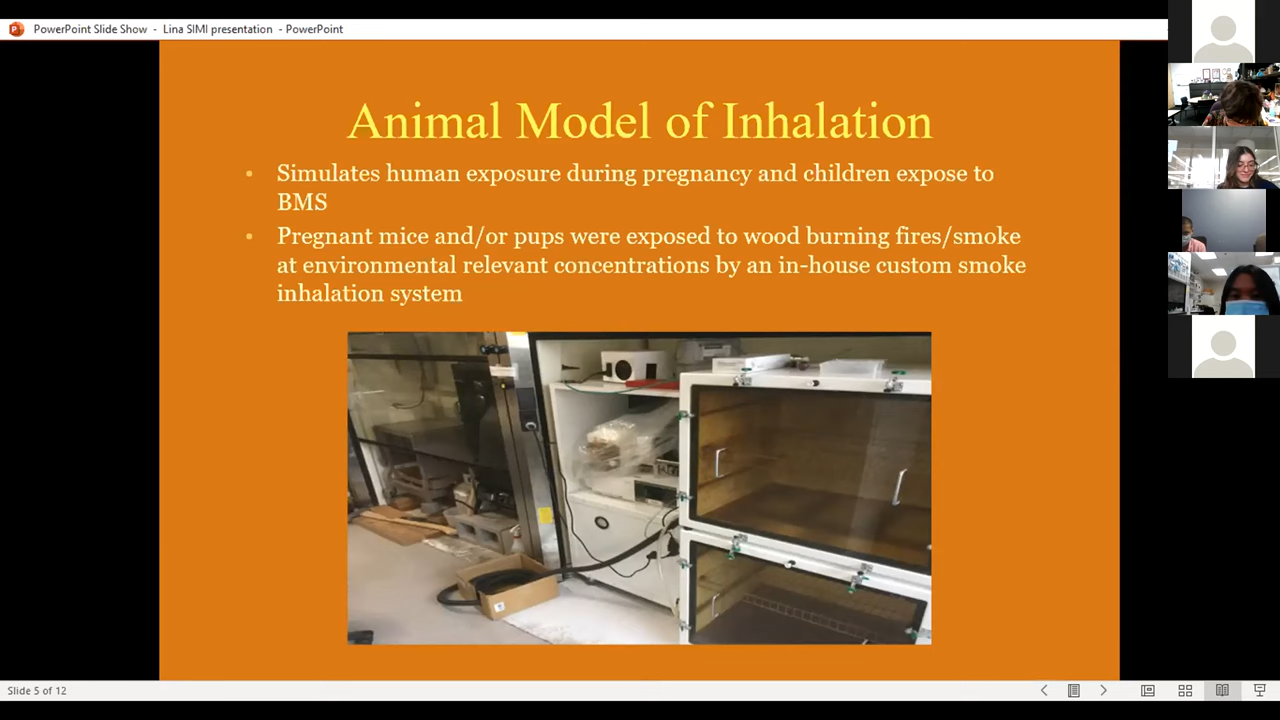 PowerPoint Slide Show - Lina SIMI presentation - PowerPoint
Animal Model of Inhalation
• Simulates human exposure during pregnancy and children expose to
BMS
• Pregnant mice and/or pups were exposed to wood burning fires/smoke
at environmental relevant concentrations by an in-house custom smoke
inhalation system
Slide 5 of 12